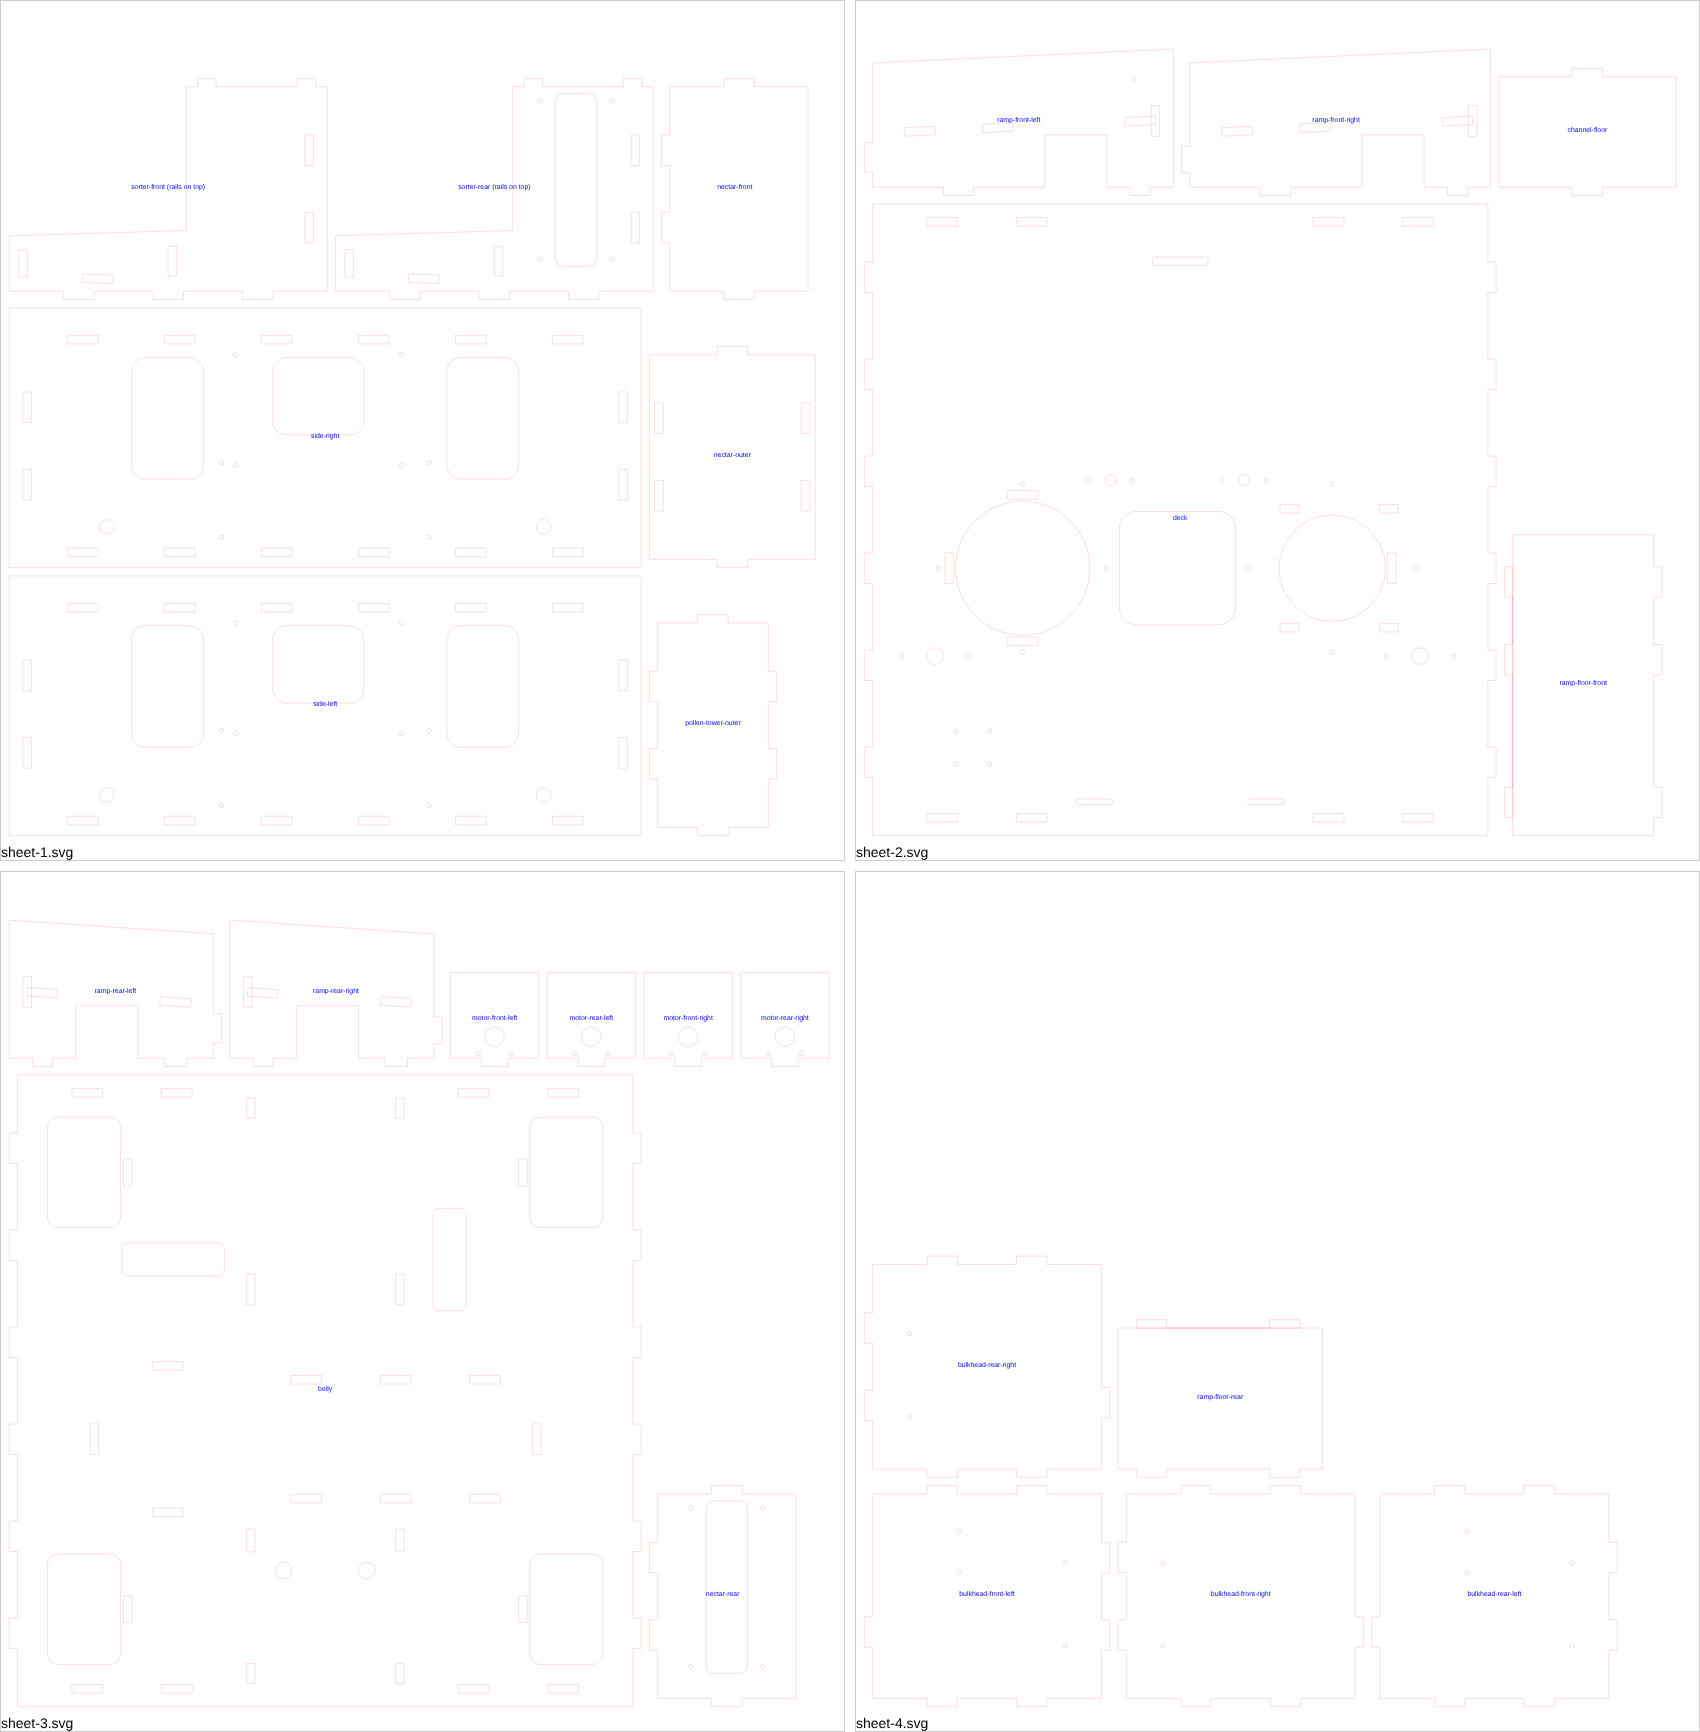 sorter-front (rails on top)
sorter-rear (rails on top)
nectar-front
side-right
nectar-outer
side-left
pollen-tower-outer
sheet-1.svg
ramp-front-left
ramp-front-right
channel-floor
deck
ramp-floor-front
sheet-2.svg
ramp-rear-left
ramp-rear-right
motor-front-left
motor-rear-left
motor-front-right
motor-rear-right
belly
nectar-rear
sheet-3.svg
bulkhead-rear-right
ramp-floor-rear
bulkhead-front-left
bulkhead-front-right
bulkhead-rear-left
sheet-4.svg